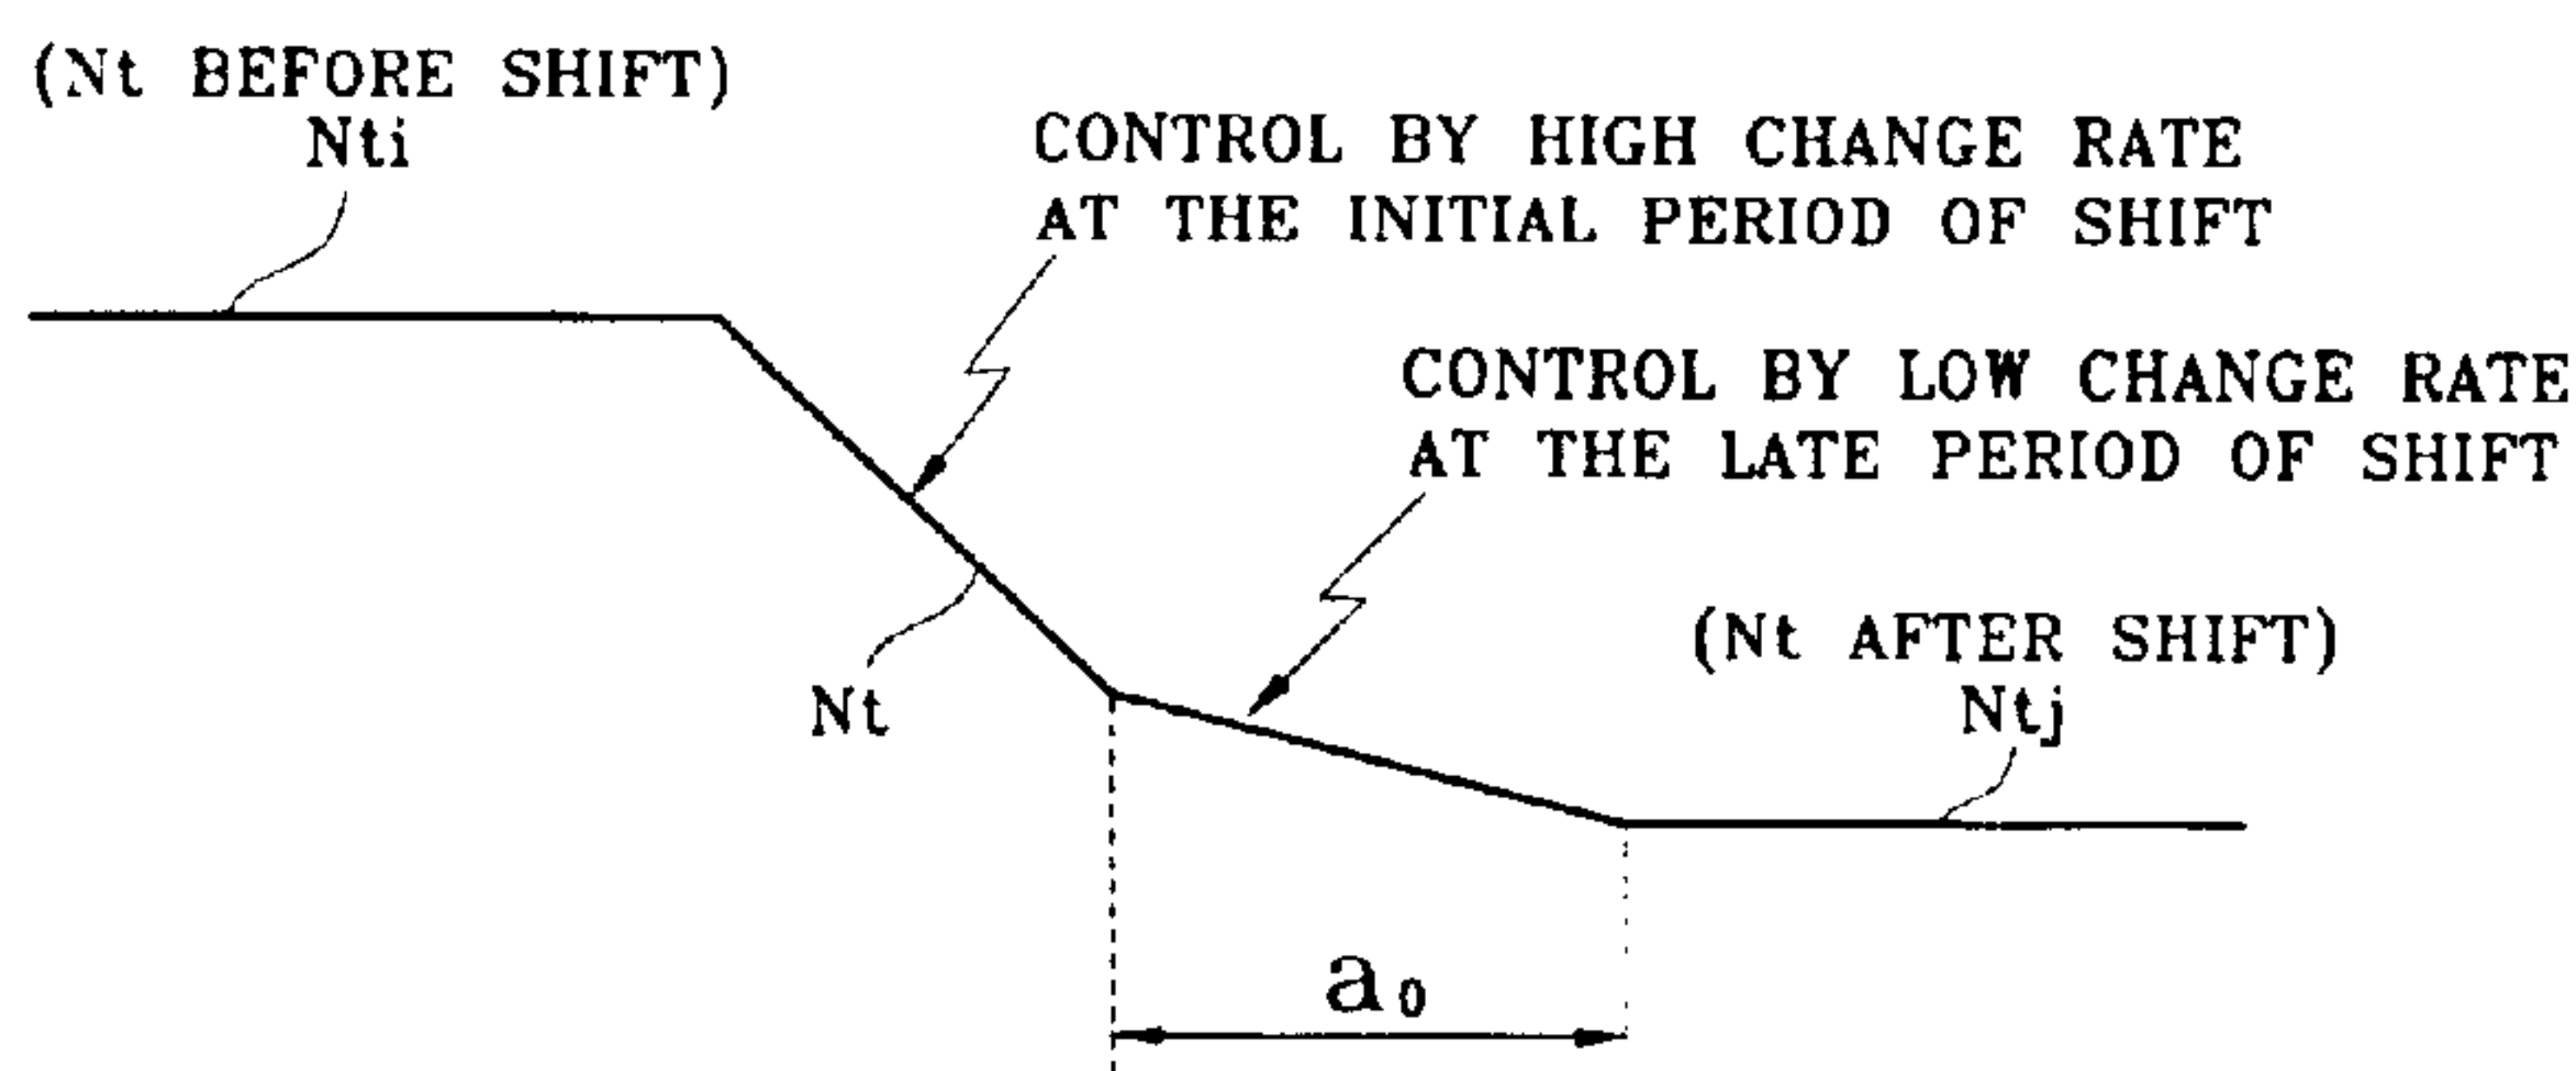 (Nt BEFORE SHIFT)
Nti
CONTROL BY HIGH CHANGE RATE
AT THE INITIAL PERIOD OF SHIFT
CONTROL BY LOW CHANGE RATE
AT THE LATE PERIOD OF SHIFT
(Nt AFTER SHIFT)
Ntj
Nt
a₀